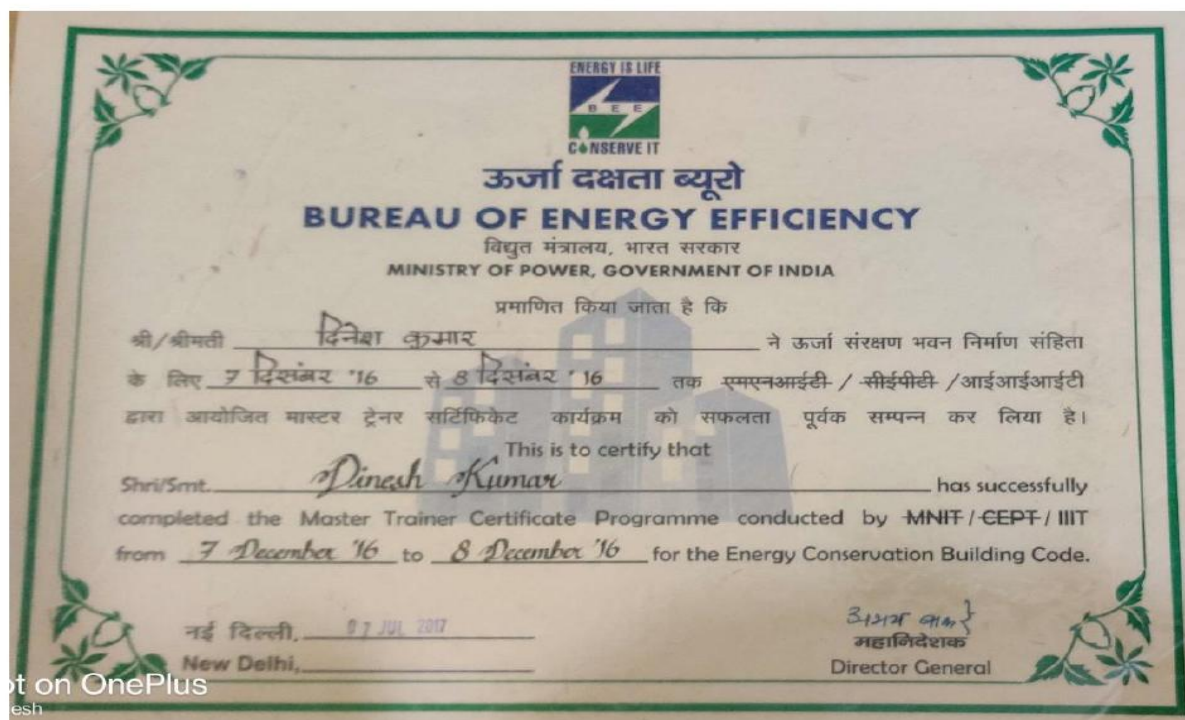 ENERGY IS LIFE
BEE
CONSERVE IT
ऊर्जा दक्षता ब्यूरो
BUREAU OF ENERGY EFFICIENCY
विद्युत मंत्रालय, भारत सरकार
MINISTRY OF POWER, GOVERNMENT OF INDIA
प्रमाणित किया जाता है कि
श्री/श्रीमती दिनेश कुमार ने ऊर्जा संरक्षण भवन निर्माण संहिता
के लिए 7 दिसंबर '16 से 8 दिसंबर '16 तक एमएनआईटी / सीईपीटी /आईआईआईटी
द्वारा आयोजित मास्टर ट्रेनर सर्टिफिकेट कार्यक्रम को सफलता पूर्वक सम्पन्न कर लिया है।
This is to certify that
Shri/Smt. Dinesh Kumar has successfully
completed the Master Trainer Certificate Programme conducted by MNIT / CEPT / IIIT
from 7 December '16 to 8 December '16 for the Energy Conservation Building Code.
नई दिल्ली, 07 JUL 2017
New Delhi,
महानिदेशक
Director General
ot on OnePlus
esh